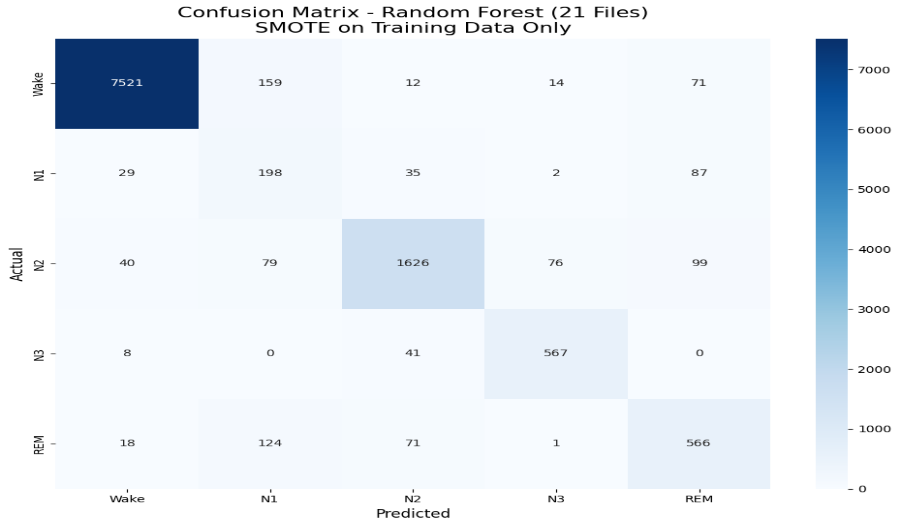 Confusion Matrix - Random Forest (21 Files)
SMOTE on Training Data Only
Wake 7521 159 12 14 71
N1 29 198 35 2 87
N2 40 79 1626 76 99
N3 8 0 41 567 0
REM 18 124 71 1 566
Actual
Wake N1 N2 N3 REM
Predicted
7000
6000
5000
4000
3000
2000
1000
0